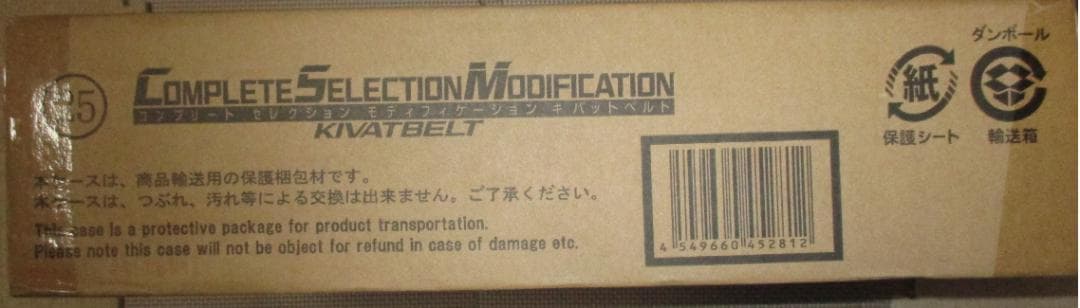 COMPLETE SELECTION MODIFICATION
コンプリート セレクション モディフィケーション キバットベルト
KIVATBELT
本ケースは、商品輸送用の保護梱包材です。
本ケースは、つぶれ、汚れ等による交換は出来ません。ご了承ください。
This case is a protective package for product transportation.
Please note this case will not be object for refund in case of damage etc.
4 549660 452812
紙
保護シート
ダンボール
輸送箱